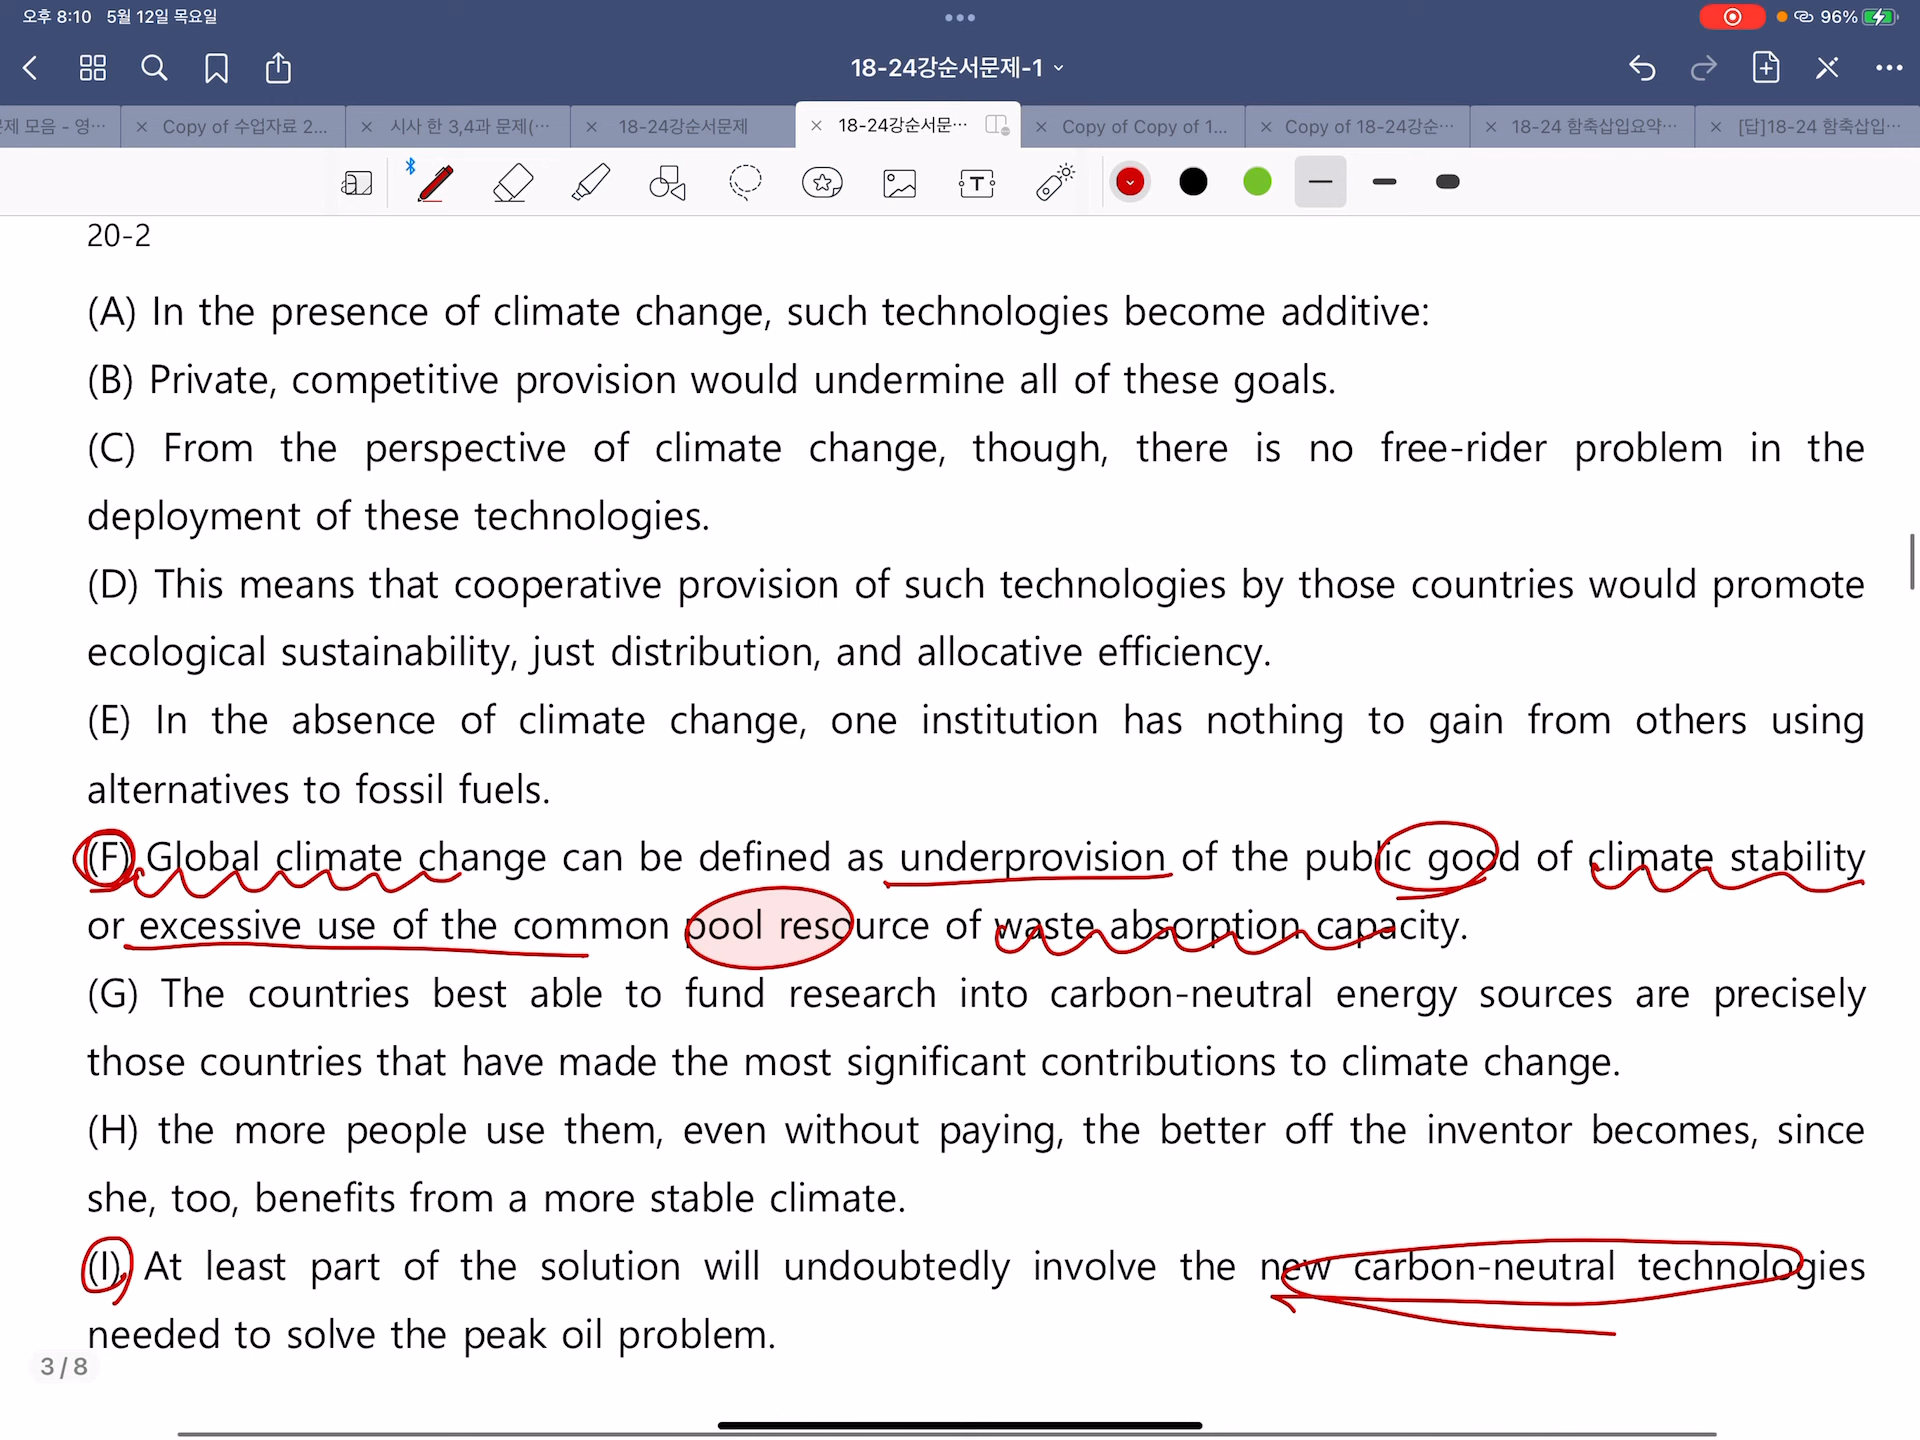 오후 8:10 5월 12일 목요일
96%
18-24강순서문제-1
제 모음 - 영…
Copy of 수업자료 2...
시사 한 3,4과 문제(…
18-24강순서문제
18-24강순서문…
Copy of Copy of 1...
Copy of 18-24강순…
18-24 함축삽입요약…
[답]18-24 함축삽입…
20-2
(A) In the presence of climate change, such technologies become additive:
(B) Private, competitive provision would undermine all of these goals.
(C) From the perspective of climate change, though, there is no free-rider problem in the
deployment of these technologies.
(D) This means that cooperative provision of such technologies by those countries would promote
ecological sustainability, just distribution, and allocative efficiency.
(E) In the absence of climate change, one institution has nothing to gain from others using
alternatives to fossil fuels.
(F) Global climate change can be defined as underprovision of the public good of climate stability
or excessive use of the common pool resource of waste absorption capacity.
(G) The countries best able to fund research into carbon-neutral energy sources are precisely
those countries that have made the most significant contributions to climate change.
(H) the more people use them, even without paying, the better off the inventor becomes, since
she, too, benefits from a more stable climate.
(I) At least part of the solution will undoubtedly involve the new carbon-neutral technologies
needed to solve the peak oil problem.
3 / 8